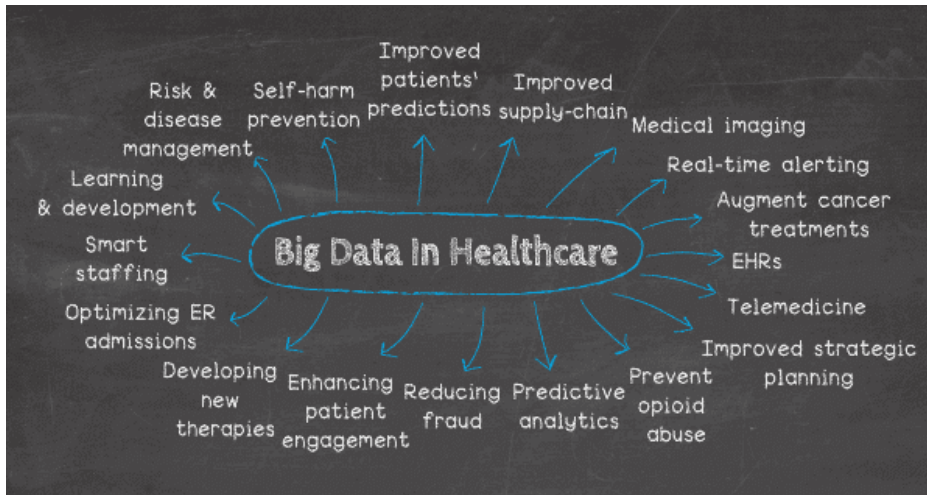 Improved
patients'
predictions
Improved
supply-chain
Self-harm
prevention
Risk &
disease
management
Medical imaging
Real-time alerting
Learning
& development
Augment cancer
treatments
Smart
staffing
Big Data In Healthcare
EHRs
Telemedicine
Optimizing ER
admissions
Improved strategic
planning
Developing
new
therapies
Enhancing
patient
engagement
Reducing
fraud
Predictive
analytics
Prevent
opioid
abuse